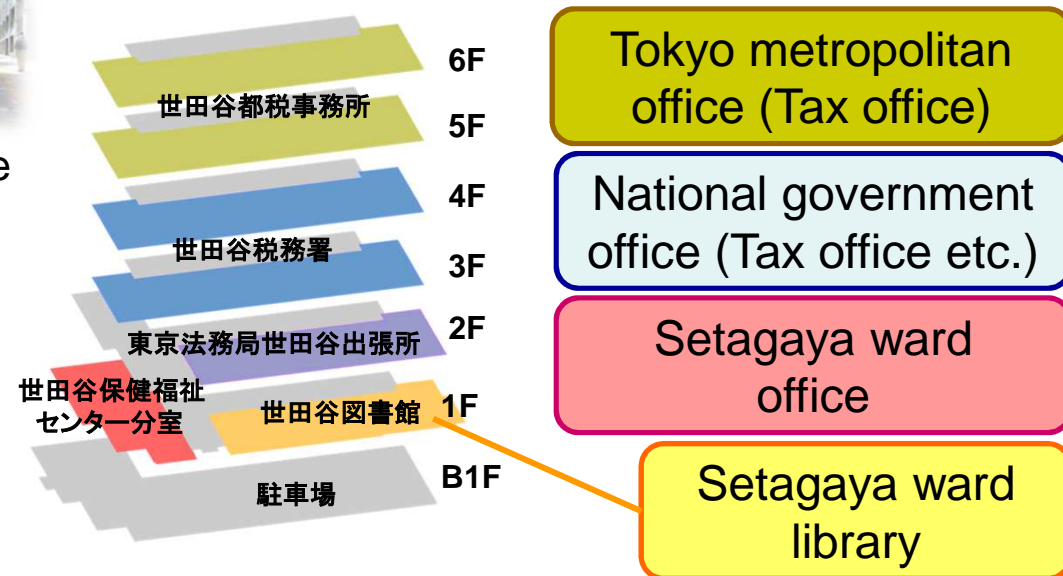 6F
世田谷都税事務所
5F
4F
世田谷税務署
3F
東京法務局世田谷出張所
2F
世田谷保健福祉
センター分室
世田谷図書館
1F
駐車場
B1F
e
Tokyo metropolitan
office (Tax office)
National government
office (Tax office etc.)
Setagaya ward
office
Setagaya ward
library